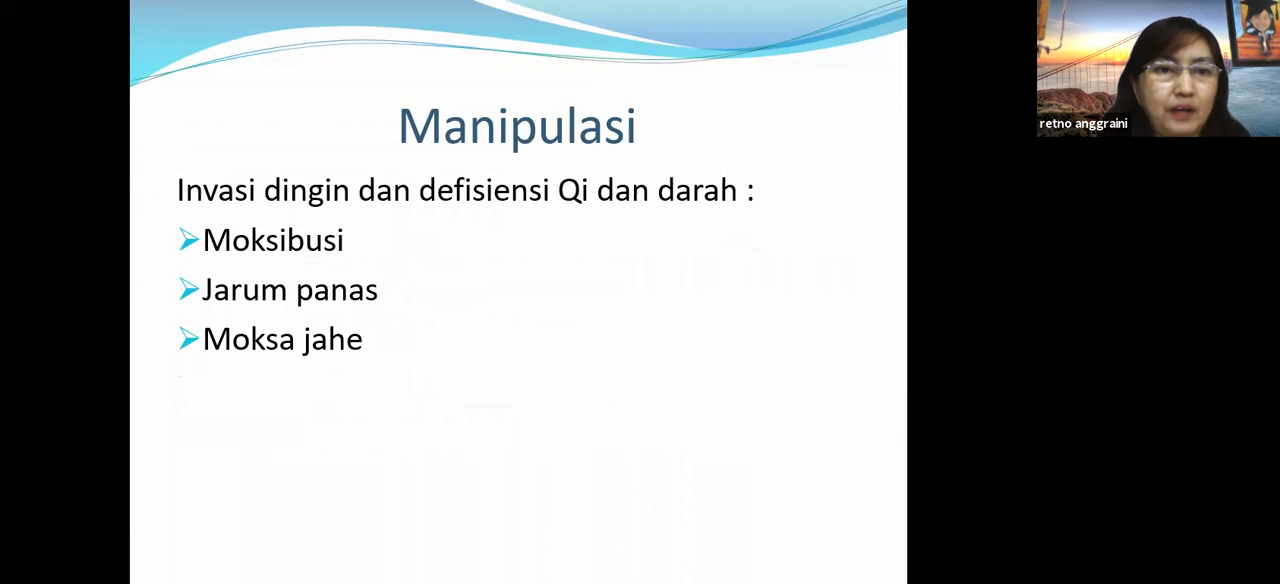 Manipulasi
Invasi dingin dan defisiensi Qi dan darah :
Moksibusi
Jarum panas
Moksa jahe
retno anggraini